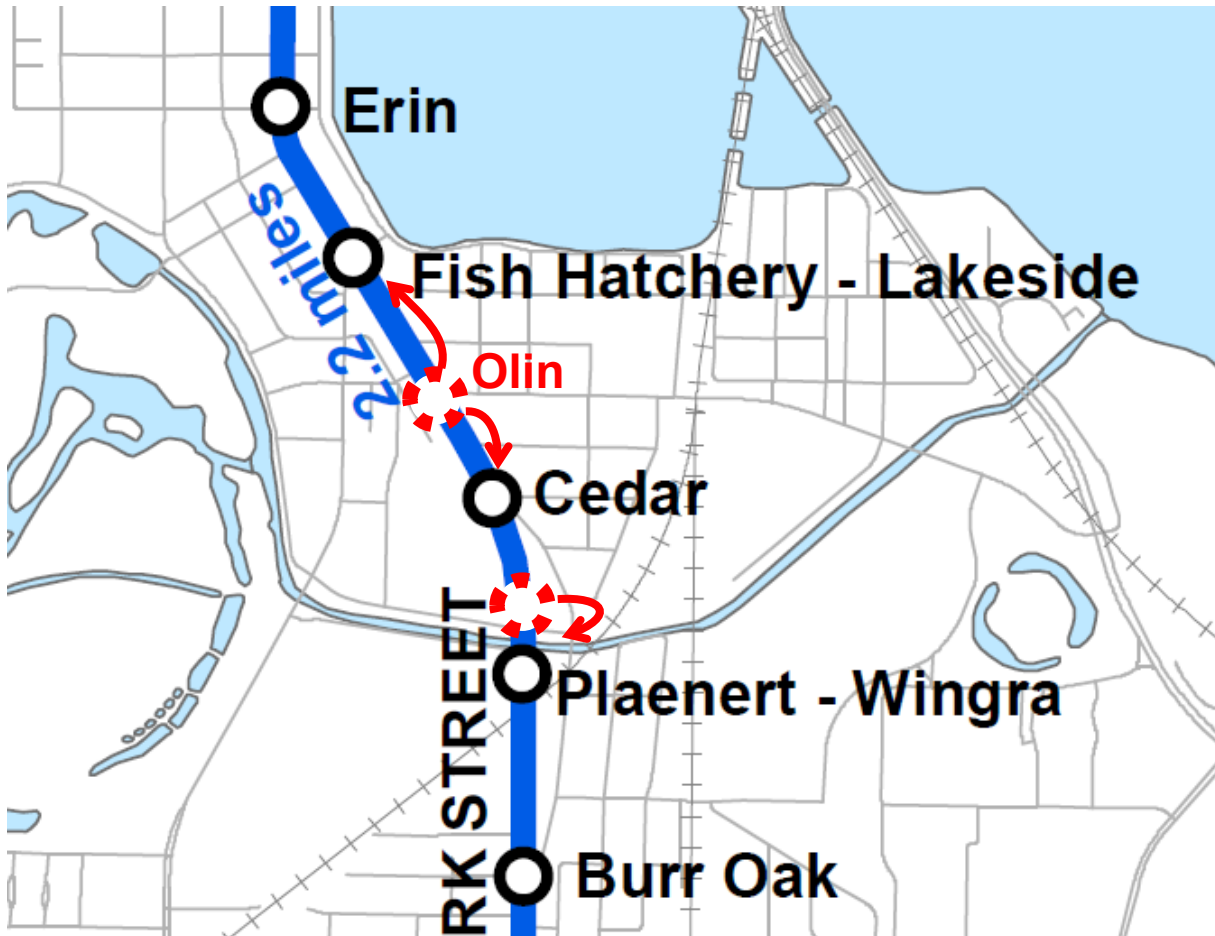 Erin
2.2 miles
Fish Hatchery - Lakeside
Olin
Cedar
RK STREET
Plaenert - Wingra
Burr Oak